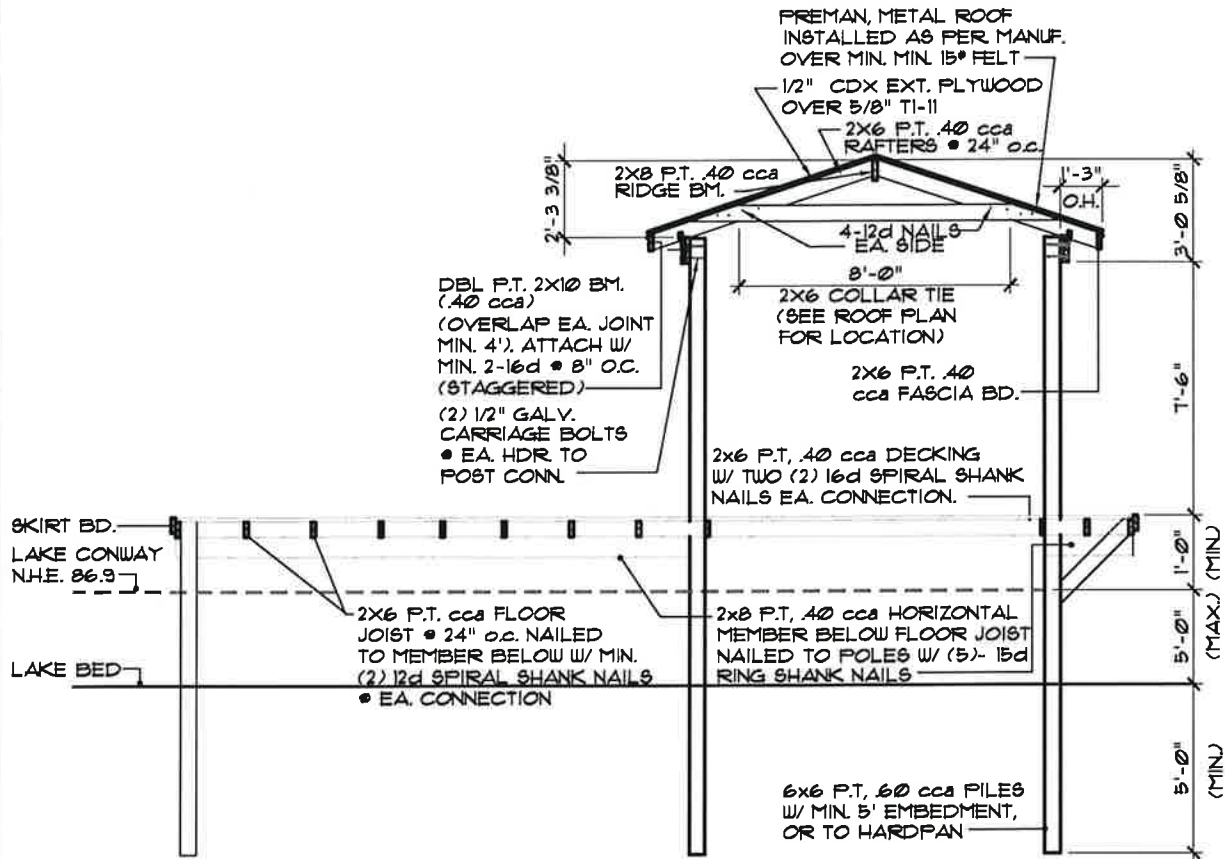 PREMAN, METAL ROOF
INSTALLED AS PER MANUF.
OVER MIN. MIN. 15# FELT
1/2" CDX EXT. PLYWOOD
OVER 5/8" T1-11
2X6 P.T. .40 cca
RAFTERS @ 24" o.c.
2X8 P.T. .40 cca
RIDGE BM.
2'-3 3/8"
1'-3"
O.H.
3'-0 5/8"
4-12d NAILS
EA. SIDE
8'-0"
2X6 COLLAR TIE
(SEE ROOF PLAN
FOR LOCATION)
DBL P.T. 2X10 BM.
(.40 cca)
(OVERLAP EA. JOINT
MIN. 4'). ATTACH W/
MIN. 2-16d @ 8" O.C.
(STAGGERED)
(2) 1/2" GALV.
CARRIAGE BOLTS
@ EA. HDR. TO
POST CONN.
2X6 P.T. .40
cca FASCIA BD.
7'-6"
2x6 P.T, .40 cca DECKING
W/ TWO (2) 16d SPIRAL SHANK
NAILS EA. CONNECTION.
SKIRT BD.
LAKE CONWAY
N.H.E. 86.9
1'-0"
(MIN.)
2X6 P.T. cca FLOOR
JOIST @ 24" o.c. NAILED
TO MEMBER BELOW W/ MIN.
(2) 12d SPIRAL SHANK NAILS
@ EA. CONNECTION
2x8 P.T, .40 cca HORIZONTAL
MEMBER BELOW FLOOR JOIST
NAILED TO POLES W/ (5)- 15d
RING SHANK NAILS
5'-0"
(MAX.)
LAKE BED
6x6 P.T, .60 cca PILES
W/ MIN. 5' EMBEDMENT,
OR TO HARDPAN
5'-0"
(MIN.)